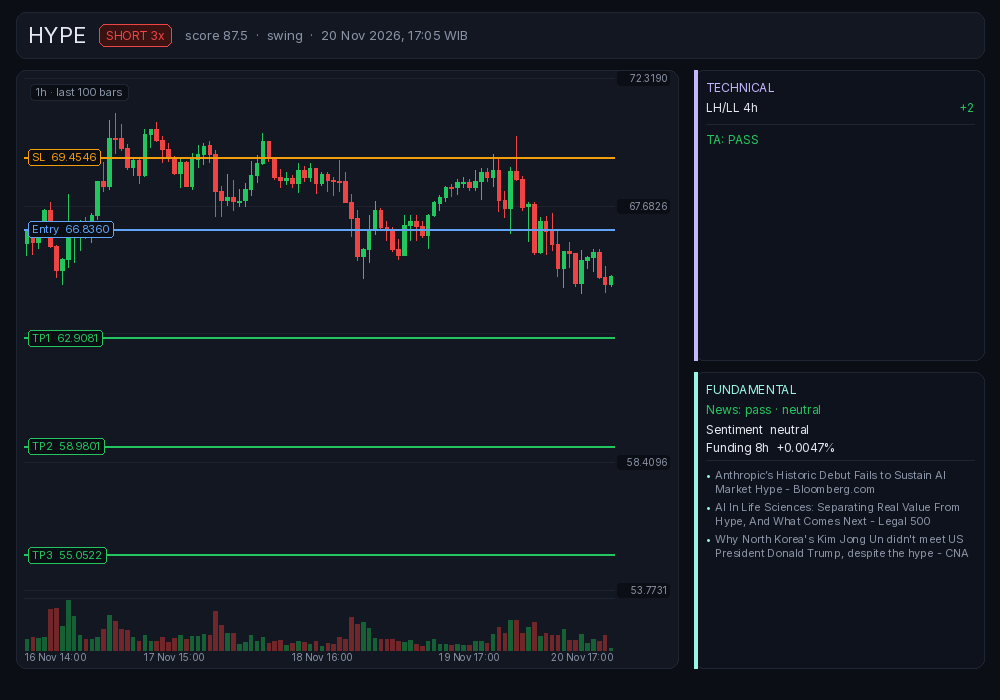 HYPE
SHORT 3x
score 87.5 · swing · 20 Nov 2026, 17:05 WIB
1h · last 100 bars
72.3190
SL 69.4546
67.6826
Entry 66.8360
TP1 62.9081
TP2 58.9801
58.4096
TP3 55.0522
53.7731
16 Nov 14:00
17 Nov 15:00
18 Nov 16:00
19 Nov 17:00
20 Nov 17:00
TECHNICAL
LH/LL 4h +2
TA: PASS
FUNDAMENTAL
News: pass · neutral
Sentiment neutral
Funding 8h +0.0047%
• Anthropic's Historic Debut Fails to Sustain AI
Market Hype - Bloomberg.com
• AI In Life Sciences: Separating Real Value From
Hype, And What Comes Next - Legal 500
• Why North Korea's Kim Jong Un didn't meet US
President Donald Trump, despite the hype - CNA